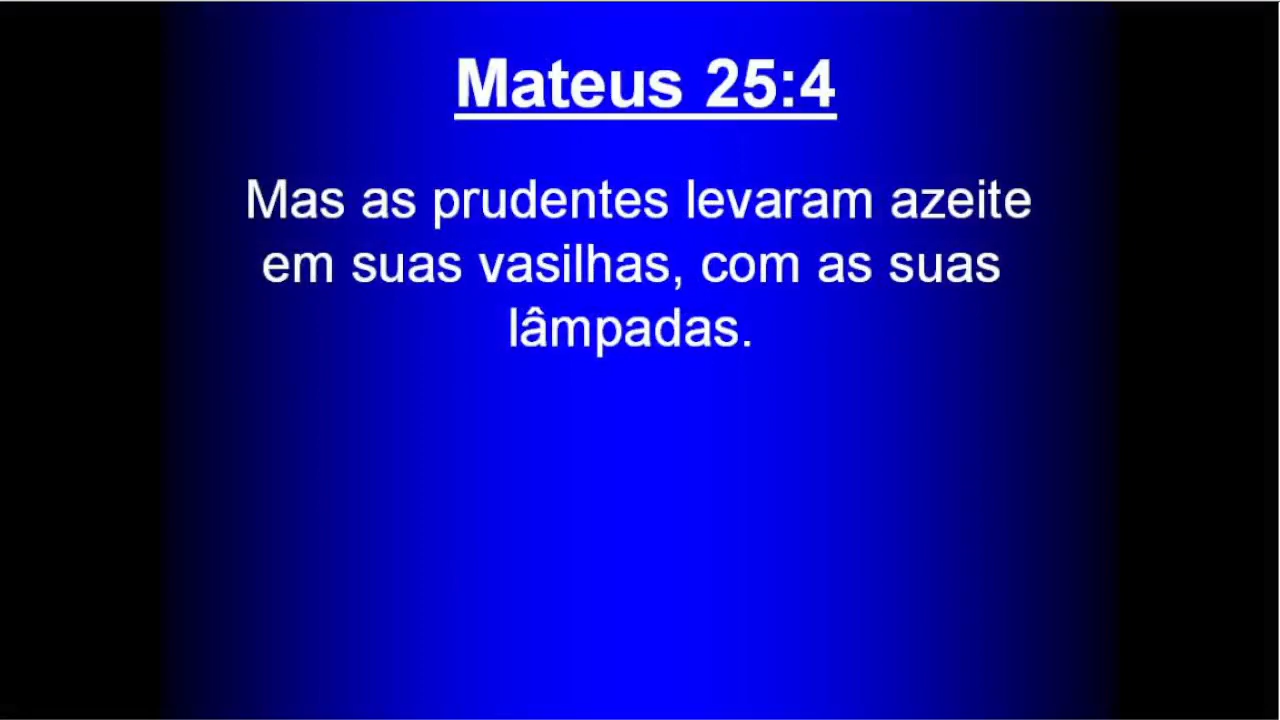 Mateus 25:4
Mas as prudentes levaram azeite
em suas vasilhas, com as suas
lâmpadas.